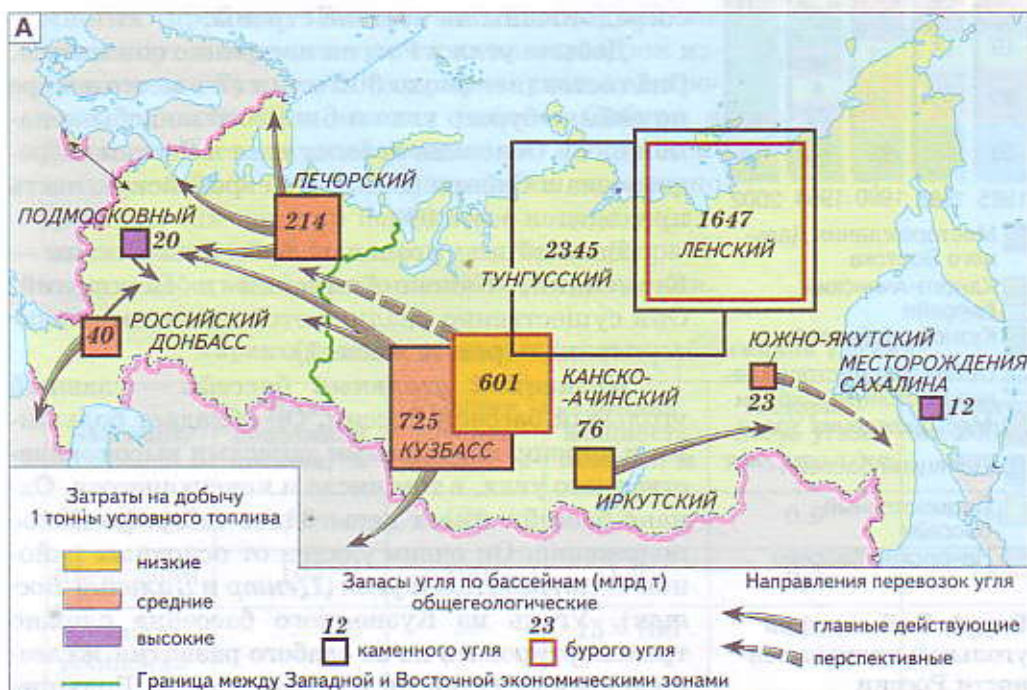 А
ПЕЧОРСКИЙ
214
ПОДМОСКОВНЫЙ
20
1647
ЛЕНСКИЙ
2345
ТУНГУССКИЙ
40
РОССИЙСКИЙ
ДОНБАСС
ЮЖНО-ЯКУТСКИЙ
23
МЕСТОРОЖДЕНИЯ
САХАЛИНА
12
601
КАНСКО-
-АЧИНСКИЙ
725
КУЗБАСС
76
ИРКУТСКИЙ
Затраты на добычу
1 тонны условного топлива
низкие
средние
высокие
Запасы угля по бассейнам (млрд т)
общегеологические
12
каменного угля
23
бурого угля
Направления перевозок угля
главные действующие
перспективные
Граница между Западной и Восточной экономическими зонами